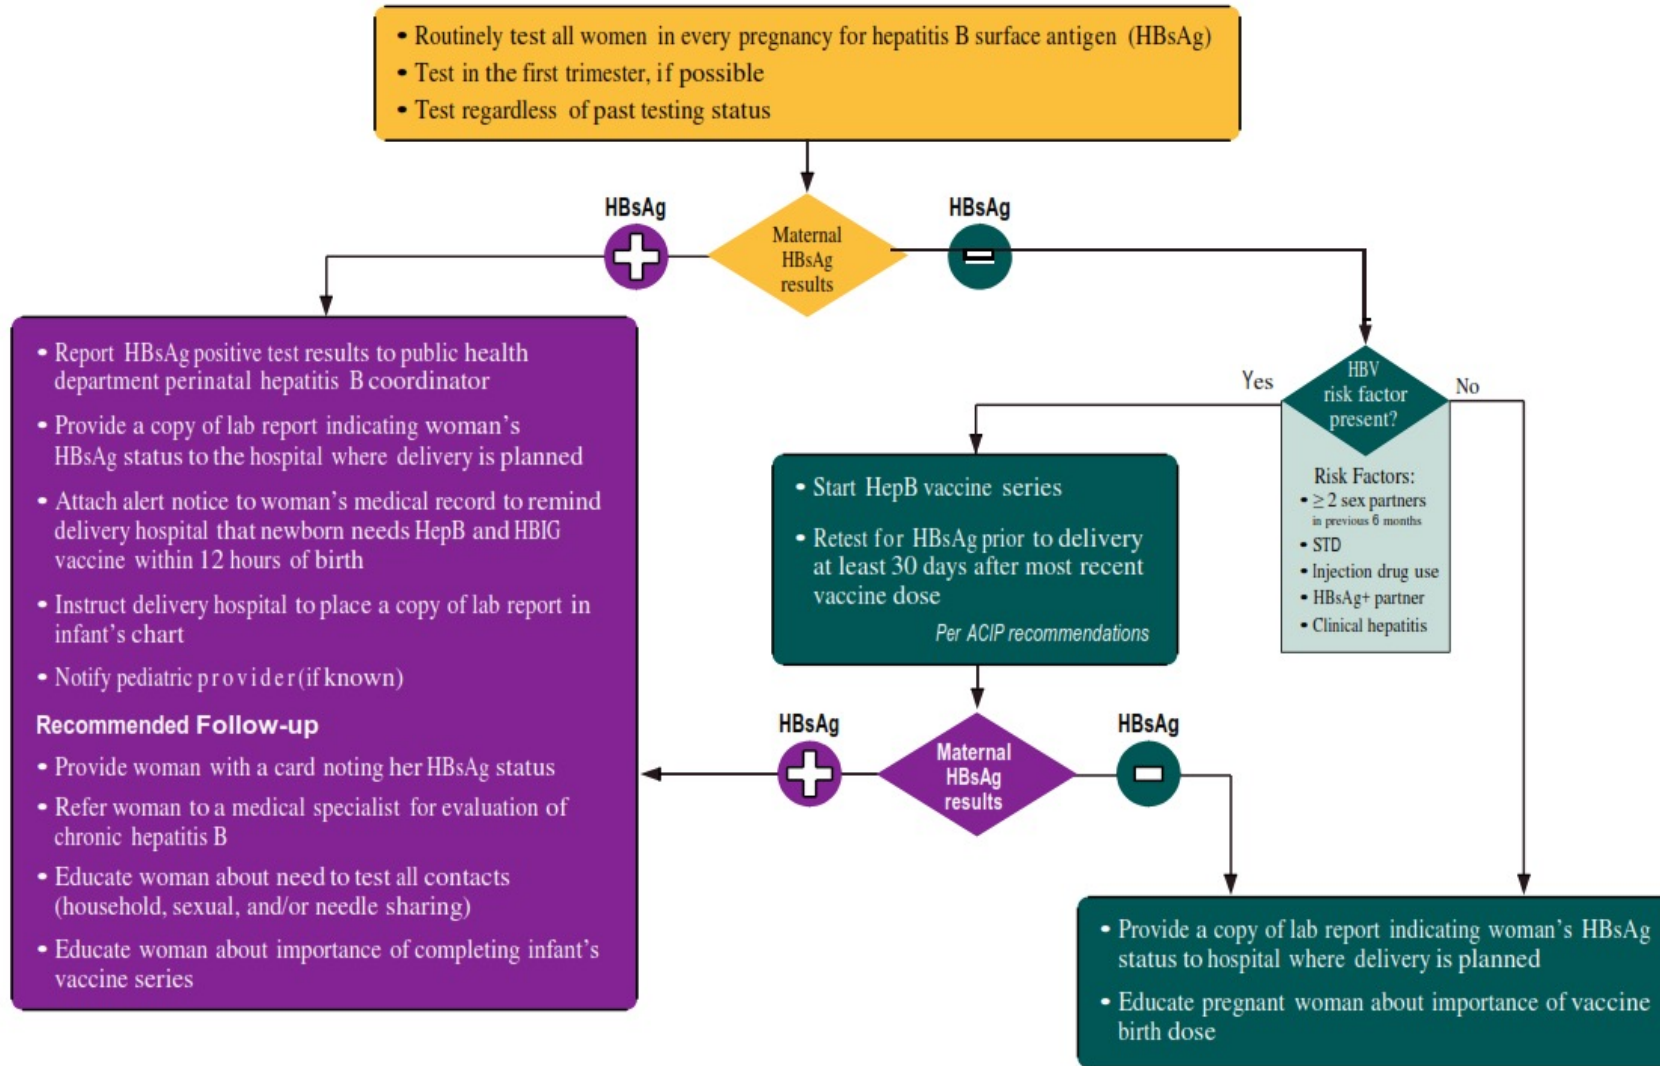 • Routinely test all women in every pregnancy for hepatitis B surface antigen (HBsAg)
• Test in the first trimester, if possible
• Test regardless of past testing status
HBsAg
HBsAg
Maternal
HBsAg
results
• Report HBsAg positive test results to public health
department perinatal hepatitis B coordinator
• Provide a copy of lab report indicating woman's
HBsAg status to the hospital where delivery is planned
• Attach alert notice to woman's medical record to remind
delivery hospital that newborn needs HepB and HBIG
vaccine within 12 hours of birth
• Instruct delivery hospital to place a copy of lab report in
infant's chart
• Notify pediatric provider (if known)
Recommended Follow-up
• Provide woman with a card noting her HBsAg status
• Refer woman to a medical specialist for evaluation of
chronic hepatitis B
• Educate woman about need to test all contacts
(household, sexual, and/or needle sharing)
• Educate woman about importance of completing infant's
vaccine series
Yes
HBV
risk factor
present?
No
Risk Factors:
• ≥ 2 sex partners
in previous 6 months
• STD
• Injection drug use
• HBsAg+ partner
• Clinical hepatitis
• Start HepB vaccine series
• Retest for HBsAg prior to delivery
at least 30 days after most recent
vaccine dose
Per ACIP recommendations
HBsAg
HBsAg
Maternal
HBsAg
results
• Provide a copy of lab report indicating woman's HBsAg
status to hospital where delivery is planned
• Educate pregnant woman about importance of vaccine
birth dose